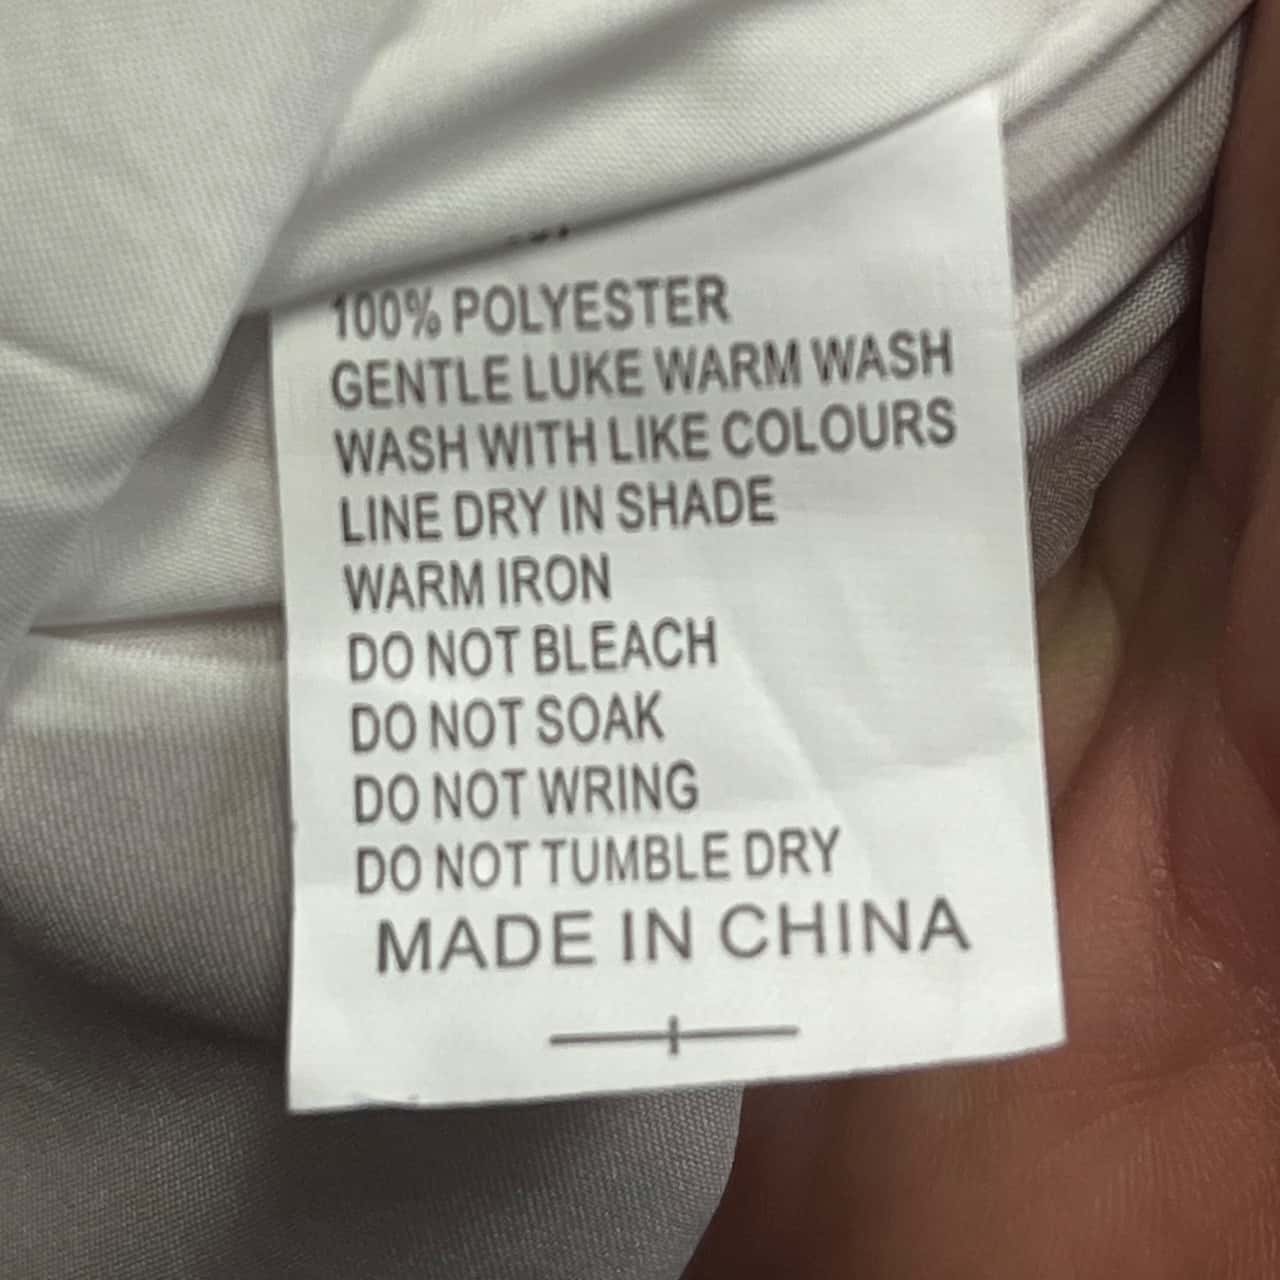 100% POLYESTER
GENTLE LUKE WARM WASH
WASH WITH LIKE COLOURS
LINE DRY IN SHADE
WARM IRON
DO NOT BLEACH
DO NOT SOAK
DO NOT WRING
DO NOT TUMBLE DRY
MADE IN CHINA